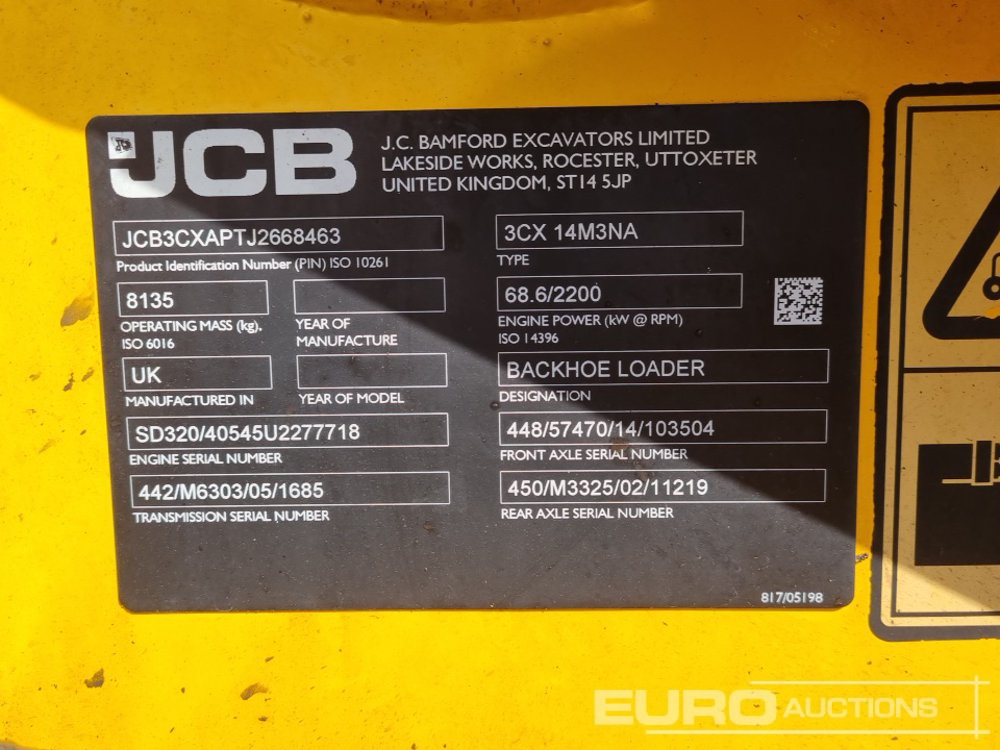 JCB
J.C. BAMFORD EXCAVATORS LIMITED
LAKESIDE WORKS, ROCESTER, UTTOXETER
UNITED KINGDOM, ST14 5JP
JCB3CXAPTJ2668463
Product Identification Number (PIN) ISO 10261
3CX 14M3NA
TYPE
8135
OPERATING MASS (kg).
ISO 6016
YEAR OF
MANUFACTURE
68.6/2200
ENGINE POWER (kW @ RPM)
ISO 14396
UK
MANUFACTURED IN
YEAR OF MODEL
BACKHOE LOADER
DESIGNATION
SD320/40545U2277718
ENGINE SERIAL NUMBER
448/57470/14/103504
FRONT AXLE SERIAL NUMBER
442/M6303/05/1685
TRANSMISSION SERIAL NUMBER
450/M3325/02/11219
REAR AXLE SERIAL NUMBER
817/05198
EURO AUCTIONS